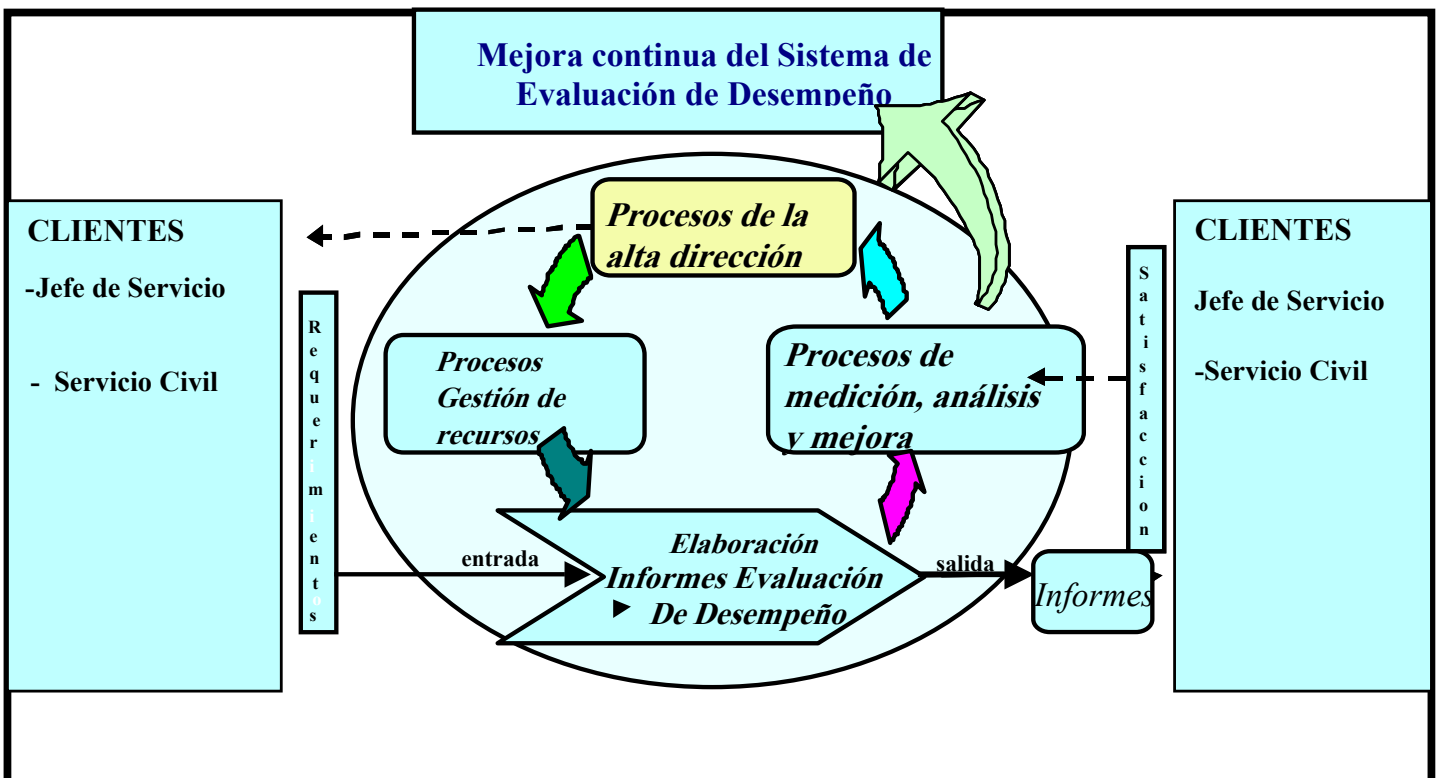 Mejora continua del Sistema de
Evaluación de Desempeño
CLIENTES
-Jefe de Servicio
- Servicio Civil
Requerimientos
Procesos de la
alta dirección
Procesos
Gestión de
recursos
Procesos de
medición, análisis
y mejora
entrada
Elaboración
Informes Evaluación
De Desempeño
salida
Informes
Satisfaccion
CLIENTES
Jefe de Servicio
-Servicio Civil